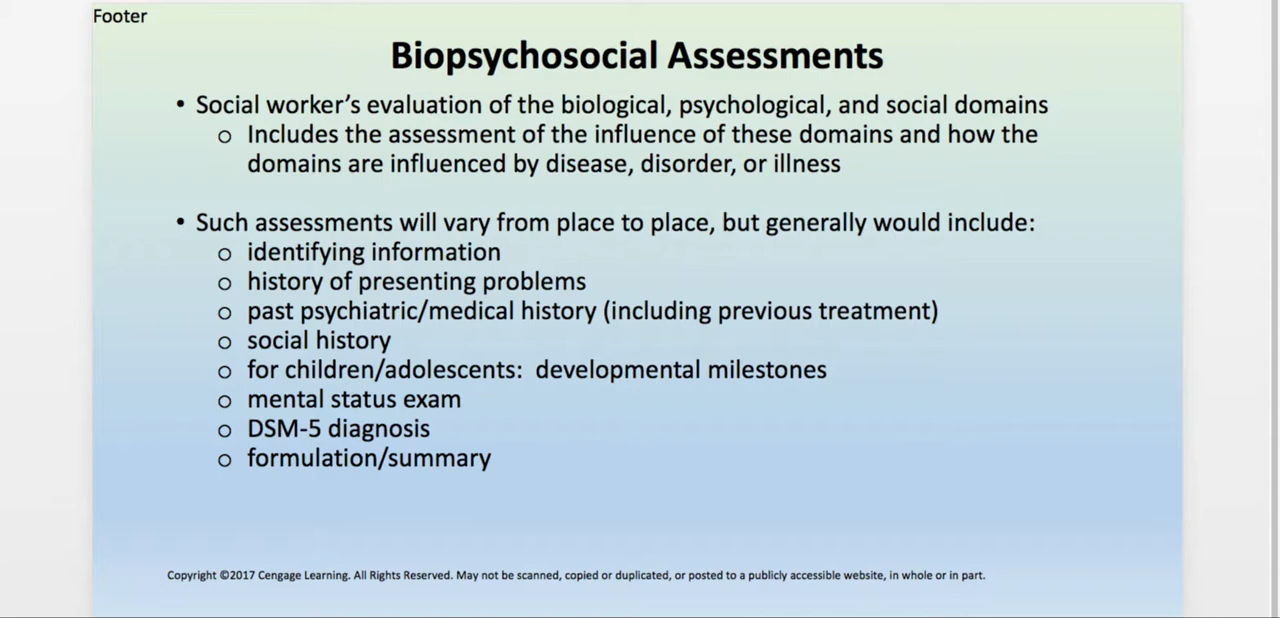 Footer
Biopsychosocial Assessments
• Social worker's evaluation of the biological, psychological, and social domains
o Includes the assessment of the influence of these domains and how the
domains are influenced by disease, disorder, or illness
• Such assessments will vary from place to place, but generally would include:
o identifying information
o history of presenting problems
o past psychiatric/medical history (including previous treatment)
o social history
o for children/adolescents:  developmental milestones
o mental status exam
o DSM-5 diagnosis
o formulation/summary
Copyright ©2017 Cengage Learning. All Rights Reserved. May not be scanned, copied or duplicated, or posted to a publicly accessible website, in whole or in part.